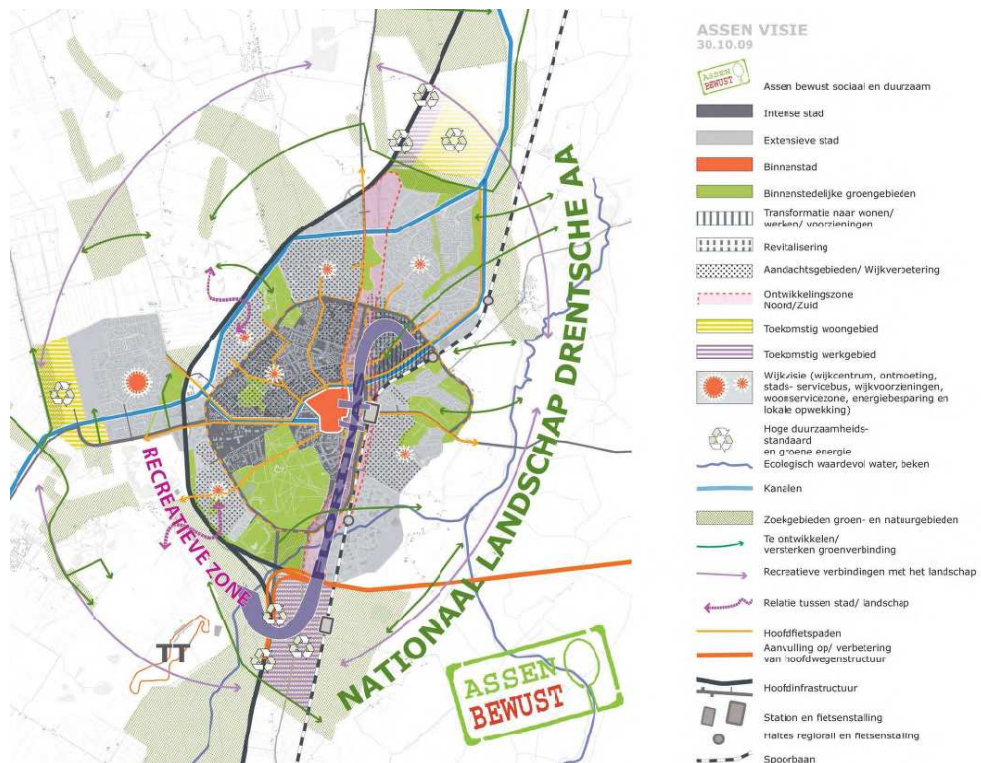 ASSEN VISIE
30.10.09
ASSEN
BEWUST
Assen bewust sociaal en duurzaam
Intense stad
Extensieve stad
Binnenstad
Binnenstedelijke groengebieden
Transformatie naar wonen/
werken/ voorzieningen
Revitalisering
Aandachtsgebieden/ Wijkverbetering
Ontwikkelingszone
Noord/Zuid
Toekomstig woongebied
Toekomstig werkgebied
Wijkvisie (wijkcentrum, ontmoeting,
stads- servicebus, wijkvoorzieningen,
woonservicezone, energiebesparing en
lokale opwekking)
Hoge duurzaamheids-
standaard
en groene energie
Ecologisch waardevol water, beken
Kanalen
Zoekgebieden groen- en natuurgebieden
Te ontwikkelen/
versterken groenverbinding
Recreatieve verbindingen met het landschap
Relatie tussen stad/ landschap
Hoofdfietspaden
Aanvulling op/ verbetering
van hoofdwegenstructuur
Hoofdinfrastructuur
Station en fietsenstalling
Haltes regiorail en fietsenstalling
Spoorbaan
NATIONAAL LANDSCHAP DRENTSCHE AA
RECREATIEVE ZONE
TT
ASSEN
BEWUST